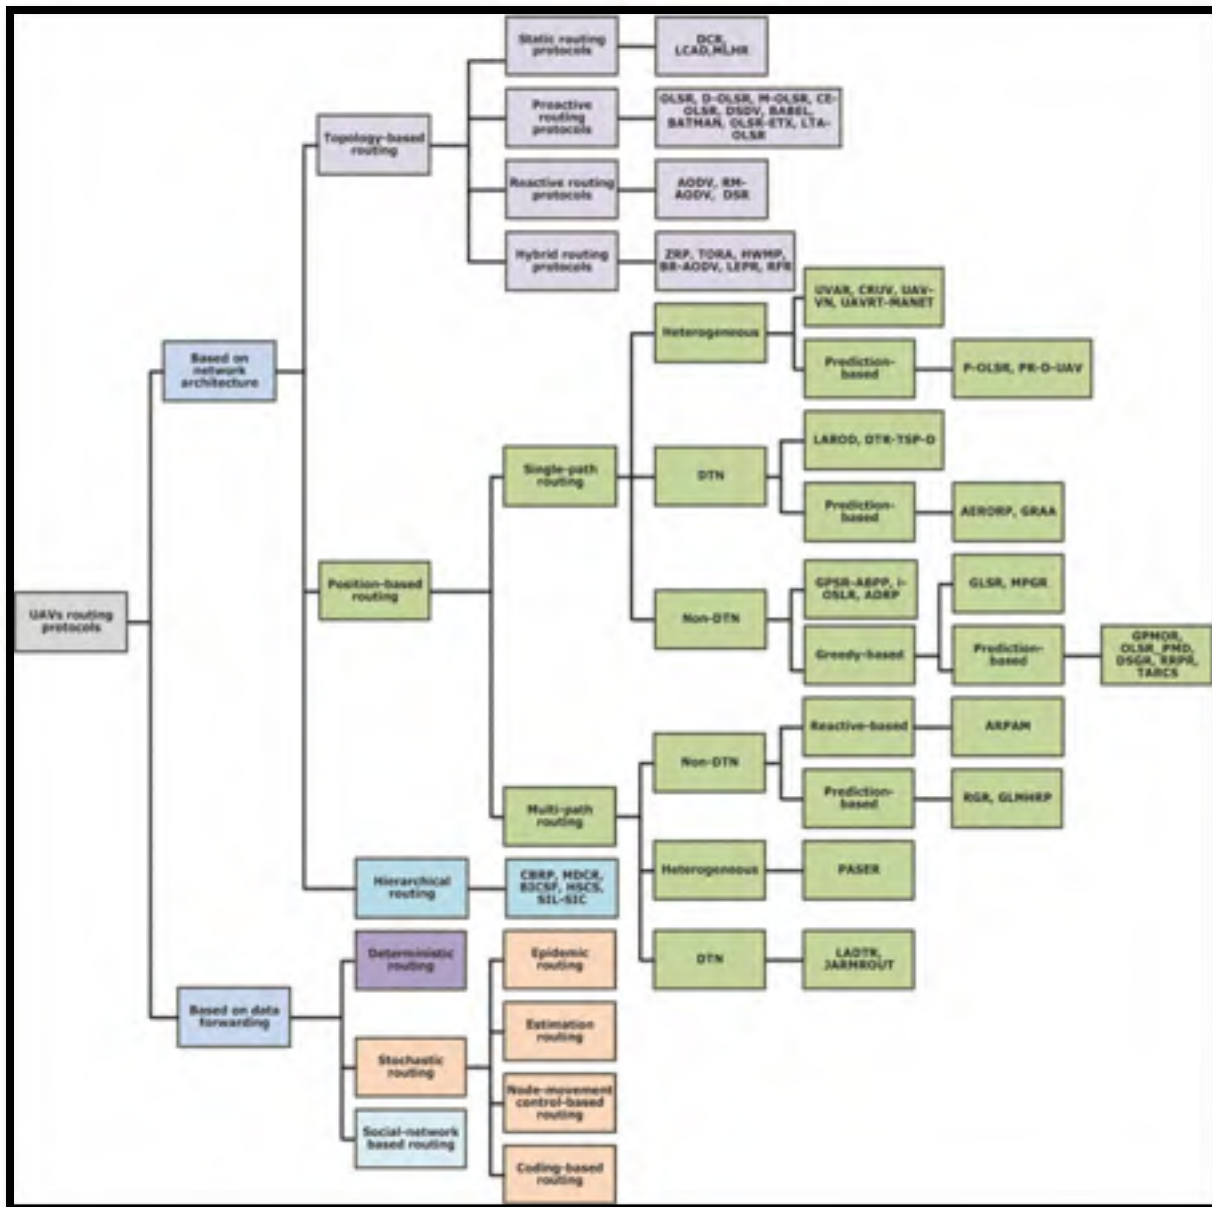 Static routing
protocols
DCR,
LCAD,MLHR
Proactive
routing
protocols
OLSR, D-OLSR, M-OLSR, CE-
OLSR, DSDV, BABEL,
BATMAN, OLSR-ETX, LTA-
OLSR
Topology-based
routing
Reactive routing
protocols
AODV, RM-
AODV, DSR
Hybrid routing
protocols
ZRP, TORA, HWMP,
BR-AODV, LEPR, RFR
UVAR, CRUV, UAV-
VN, UAVRT-MANET
Heterogeneous
Based on
network
architecture
Prediction-
based
P-OLSR, PR-D-UAV
LAROD, DTR-TSP-D
Single-path
routing
DTN
Prediction-
based
AERORP, GRAA
Position-based
routing
GPSR-ABPP, I-
OSLR, ADRP
GLSR, MPGR
UAVs routing
protocols
Non-DTN
Greedy-based
Prediction-
based
GPMOR,
OLSR_PMD,
DSGR, RRPR,
TARCS
Reactive-based
ARPAM
Non-DTN
Prediction-
based
RGR, GLMHRP
Multi-path
routing
Hierarchical
routing
CBRP, MDCR,
BICSF, HSCS,
SIL-SIC
Heterogeneous
PASER
Deterministic
routing
Epidemic
routing
DTN
LADTR,
JARMROUT
Based on data
forwarding
Estimation
routing
Stochastic
routing
Node-movement
control-based
routing
Social-network
based routing
Coding-based
routing